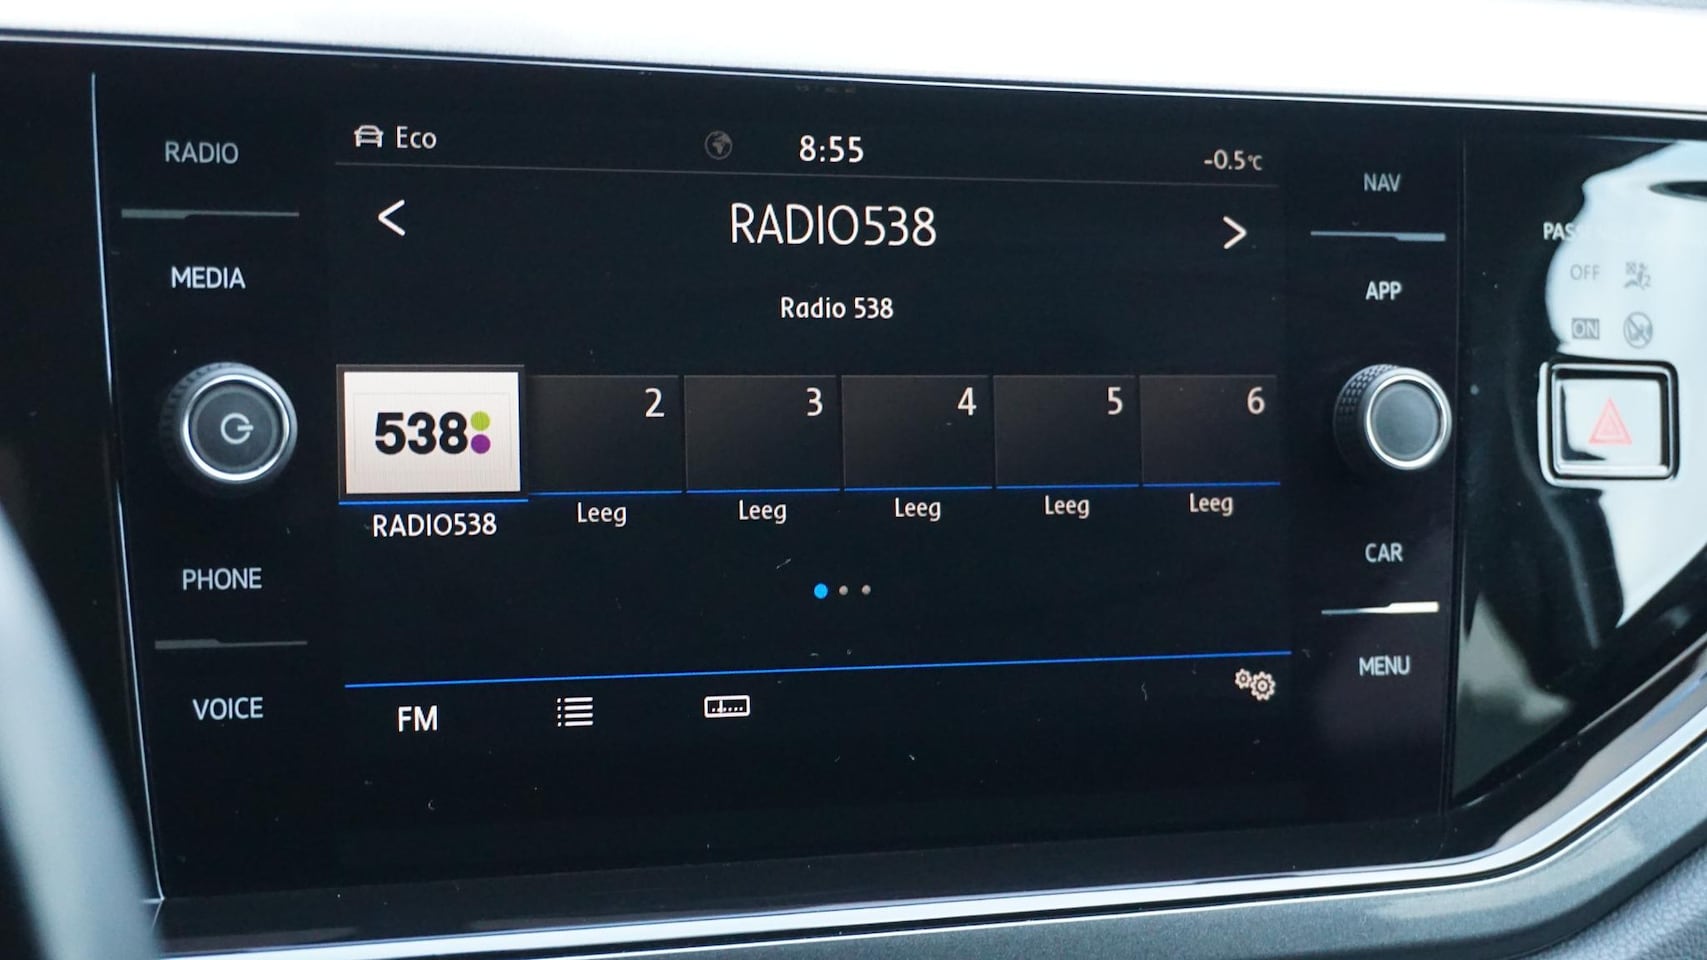 RADIO
MEDIA
PHONE
VOICE
Eco
8:55
-0.5°C
<
RADIO538
>
Radio 538
538
2
3
4
5
6
RADIO538
Leeg
Leeg
Leeg
Leeg
Leeg
FM
NAV
APP
CAR
MENU
OFF
ON